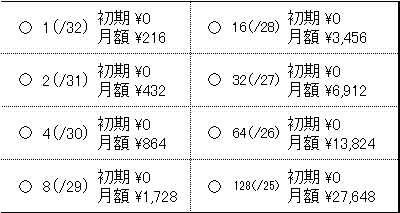 1(/32) 初期 ¥0
月額 ¥216
16(/28) 初期 ¥0
月額 ¥3,456
2(/31) 初期 ¥0
月額 ¥432
32(/27) 初期 ¥0
月額 ¥6,912
4(/30) 初期 ¥0
月額 ¥864
64(/26) 初期 ¥0
月額 ¥13,824
8(/29) 初期 ¥0
月額 ¥1,728
128(/25) 初期 ¥0
月額 ¥27,648